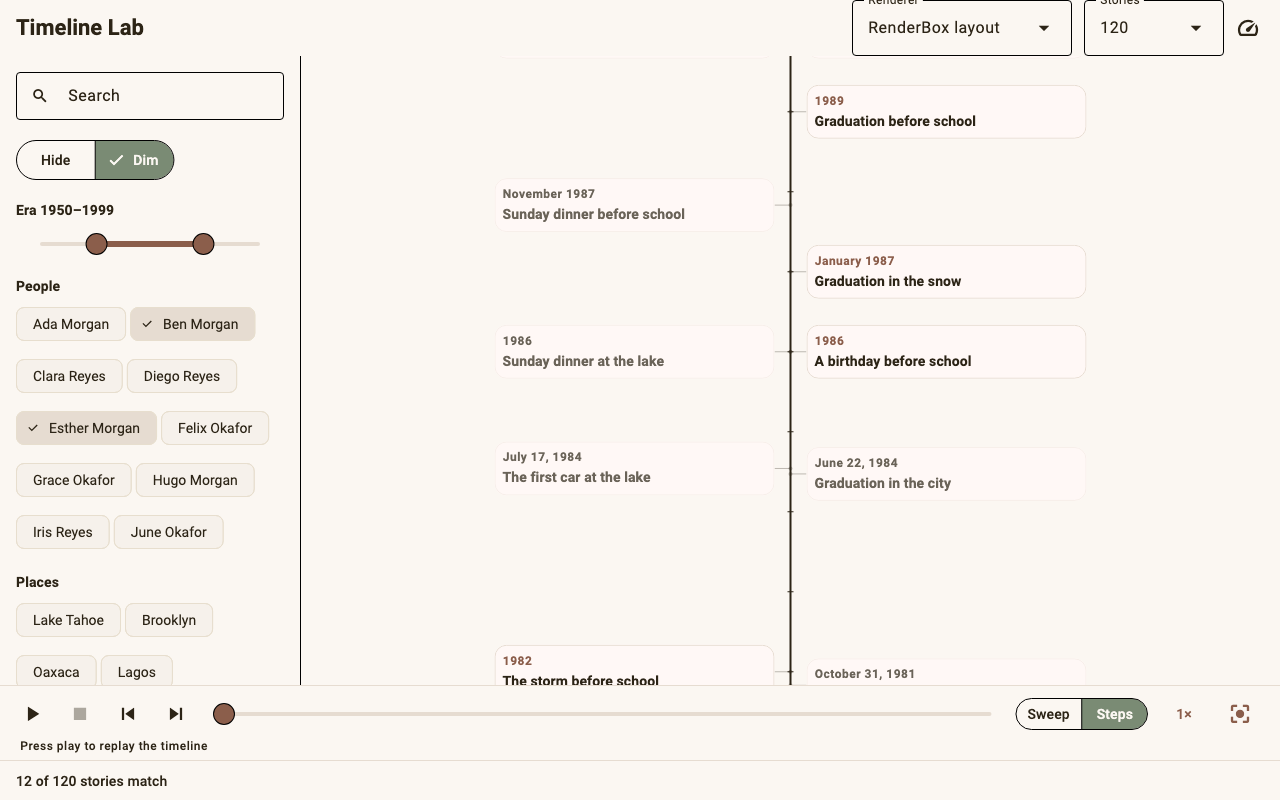 Timeline Lab
Renderer
RenderBox layout
Stories
120
Search
Hide
Dim
Era 1950–1999
People
Ada Morgan
Ben Morgan
Clara Reyes
Diego Reyes
Esther Morgan
Felix Okafor
Grace Okafor
Hugo Morgan
Iris Reyes
June Okafor
Places
Lake Tahoe
Brooklyn
Oaxaca
Lagos
1989
Graduation before school
November 1987
Sunday dinner before school
January 1987
Graduation in the snow
1986
Sunday dinner at the lake
1986
A birthday before school
July 17, 1984
The first car at the lake
June 22, 1984
Graduation in the city
1982
The storm before school
October 31, 1981
Sweep
Steps
1×
Press play to replay the timeline
12 of 120 stories match